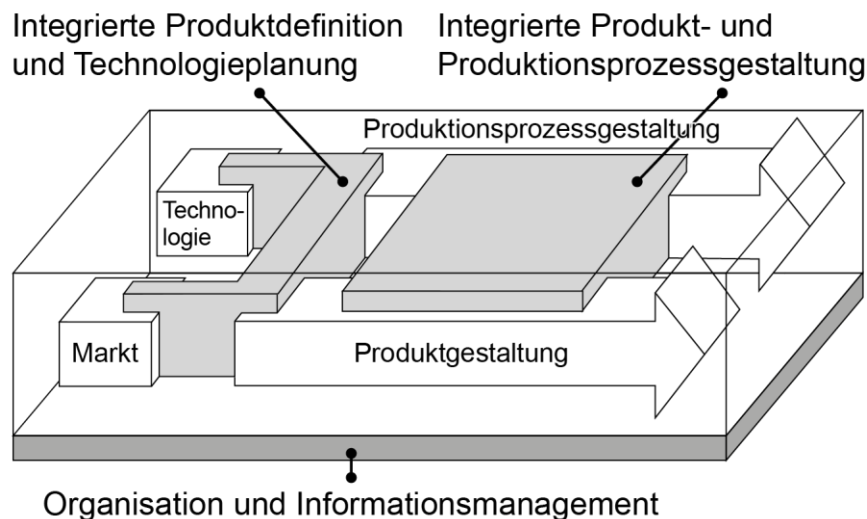 Integrierte Produktdefinition
und Technologieplanung
Integrierte Produkt- und
Produktionsprozessgestaltung
Produktionsprozessgestaltung
Techno-
logie
Markt
Produktgestaltung
Organisation und Informationsmanagement